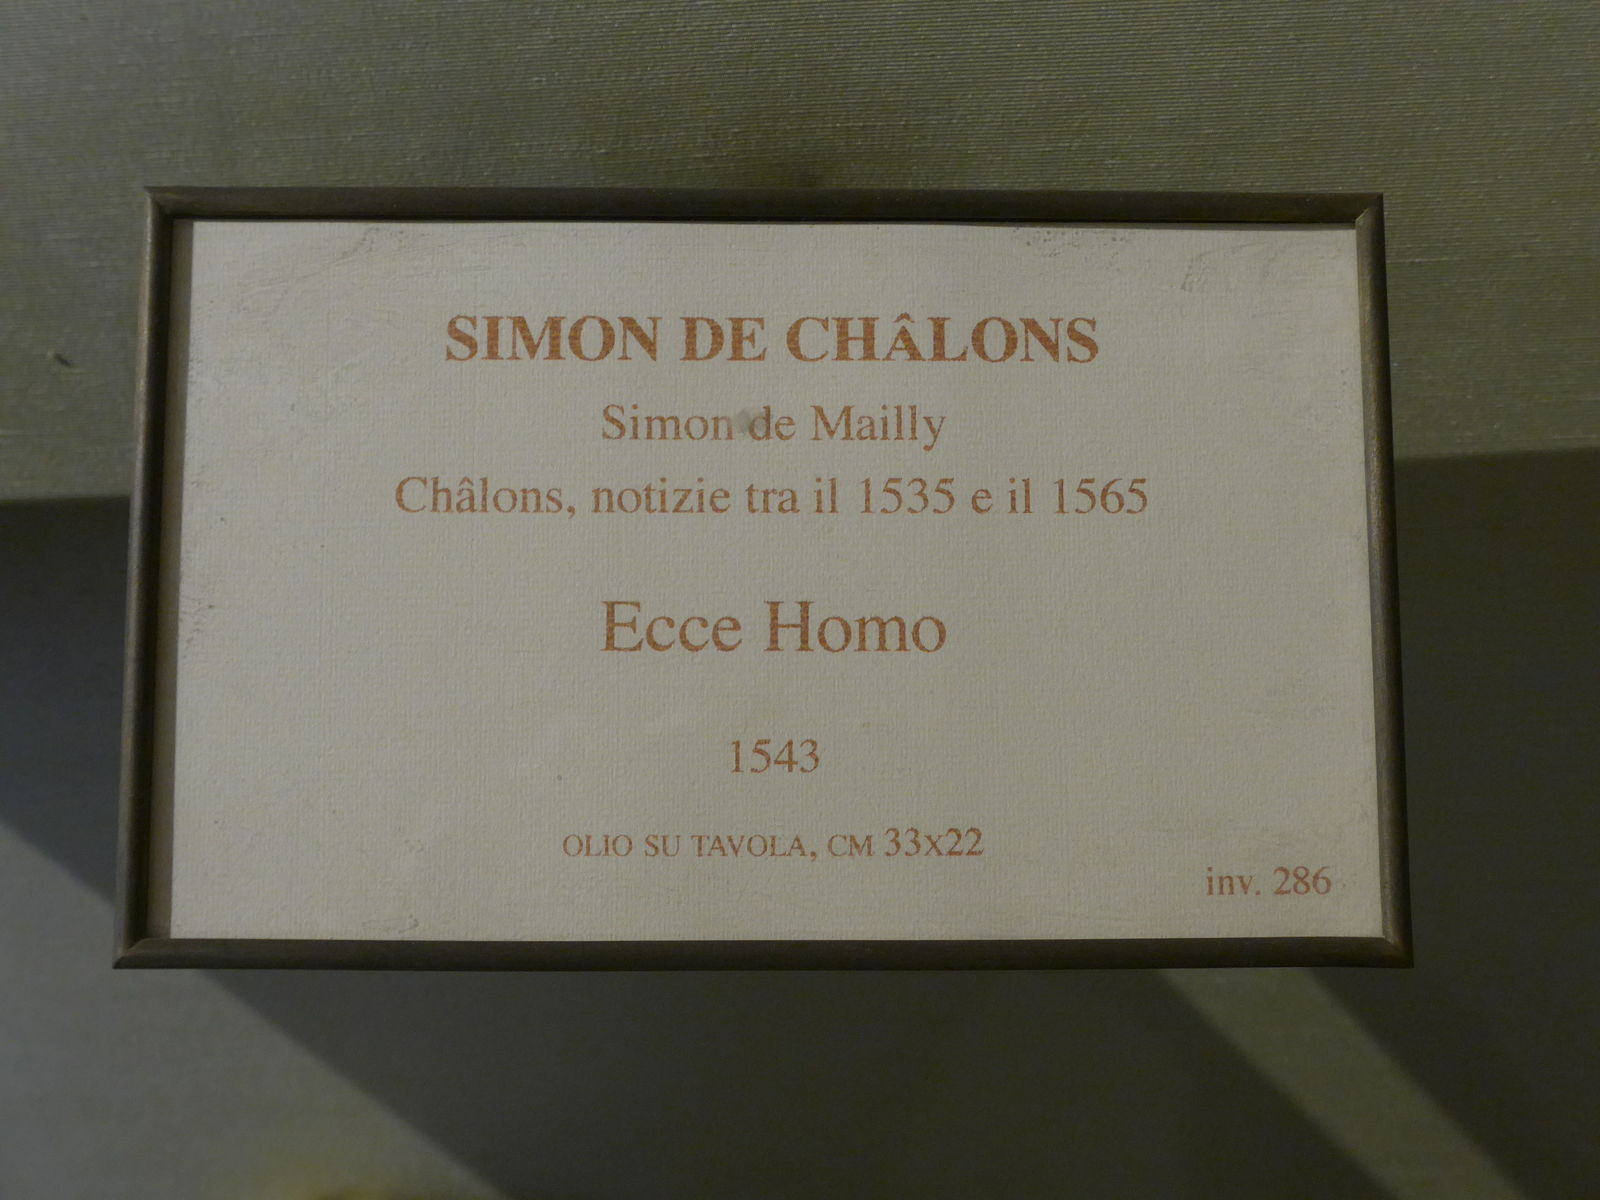 SIMON DE CHÂLONS
Simon de Mailly
Châlons, notizie tra il 1535 e il 1565
Ecce Homo
1543
OLIO SU TAVOLA, CM 33x22
inv. 286